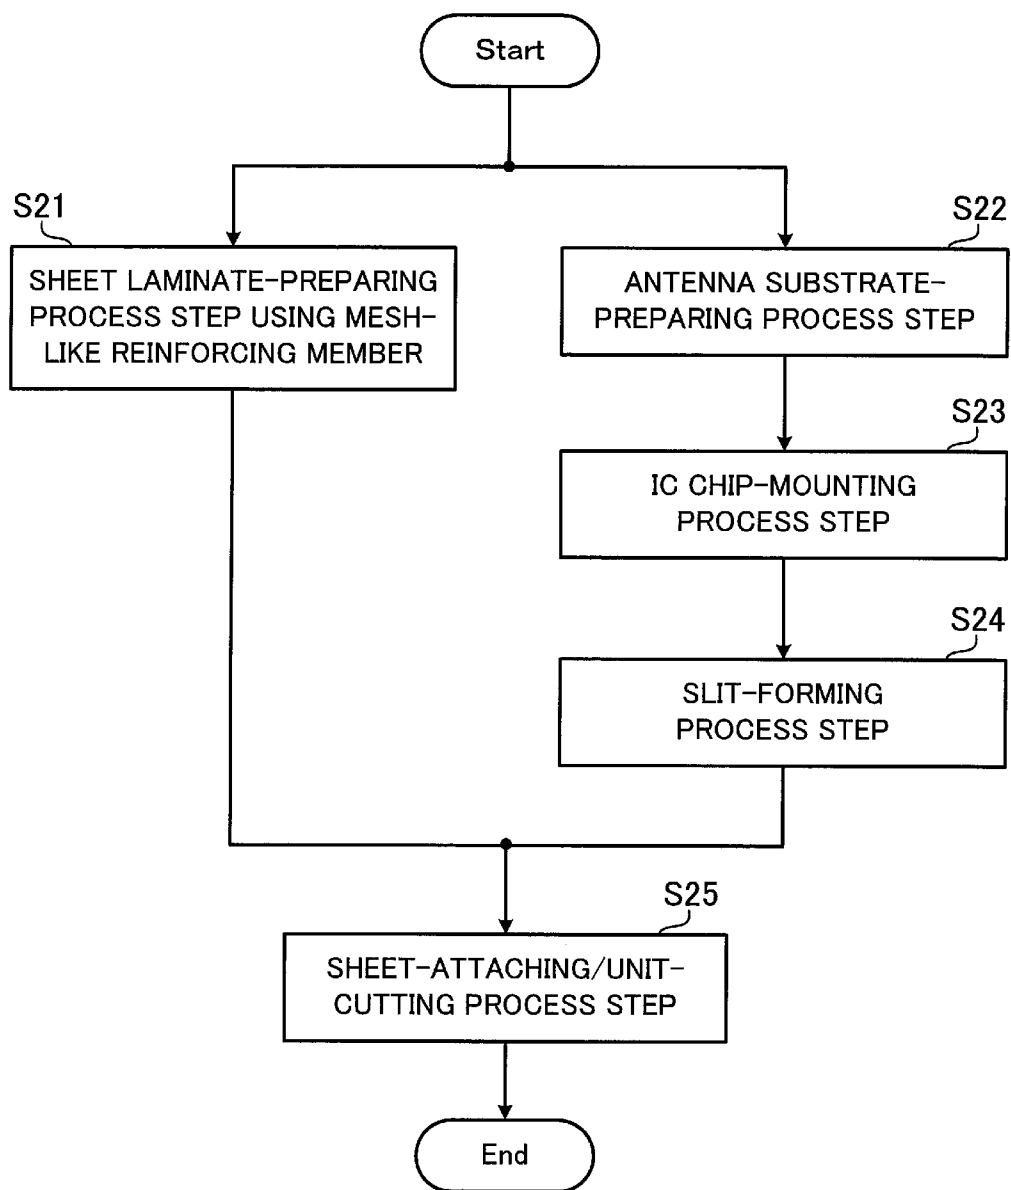 Start
S21
SHEET LAMINATE-PREPARING
PROCESS STEP USING MESH-
LIKE REINFORCING MEMBER
S22
ANTENNA SUBSTRATE-
PREPARING PROCESS STEP
S23
IC CHIP-MOUNTING
PROCESS STEP
S24
SLIT-FORMING
PROCESS STEP
S25
SHEET-ATTACHING/UNIT-
CUTTING PROCESS STEP
End